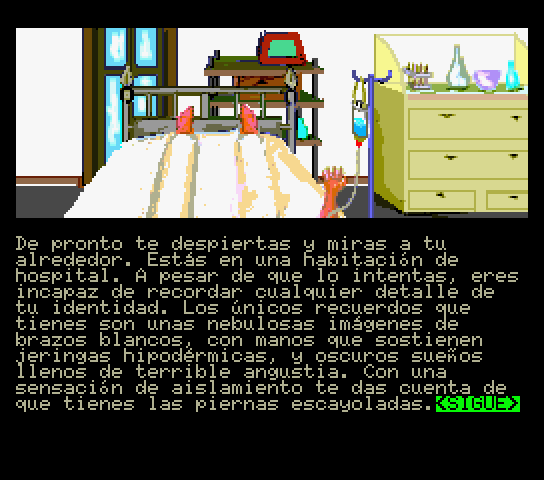 De pronto te despiertas y miras a tu
alrededor. Estás en una habitación de
hospital. A pesar de que lo intentas, eres
incapaz de recordar cualquier detalle de
tu identidad. Los únicos recuerdos que
tienes son unas nebulosas imágenes de
brazos blancos, con manos que sostienen
jeringas hipodérmicas, y oscuros sueños
llenos de terrible angustia. Con una
sensación de aislamiento te das cuenta de
que tienes las piernas escayoladas.<SIGUE>